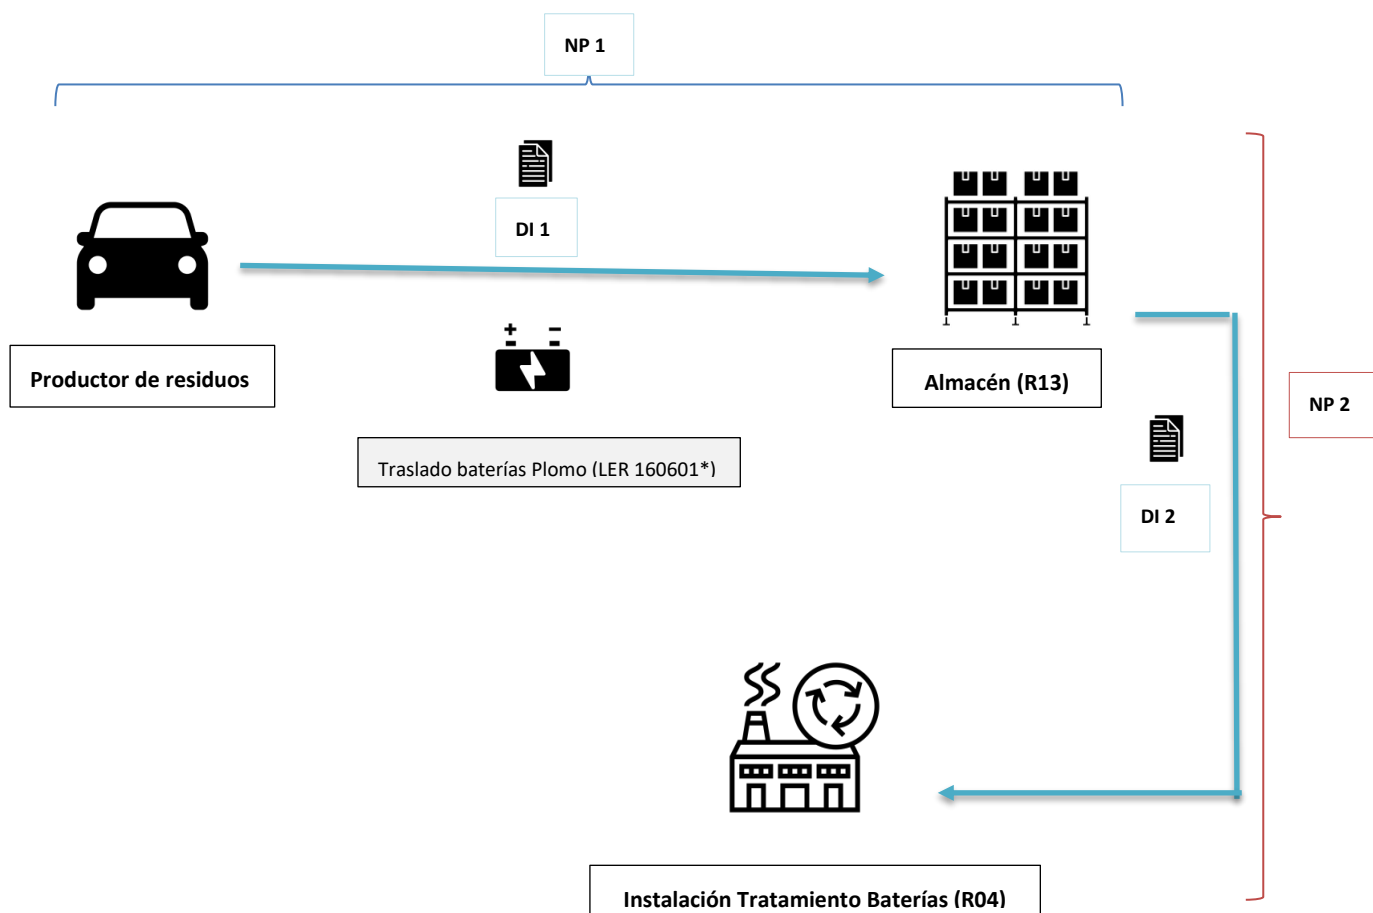 NP 1
DI 1
Productor de residuos
Almacén (R13)
NP 2
Traslado baterías Plomo (LER 160601*)
DI 2
Instalación Tratamiento Baterías (R04)